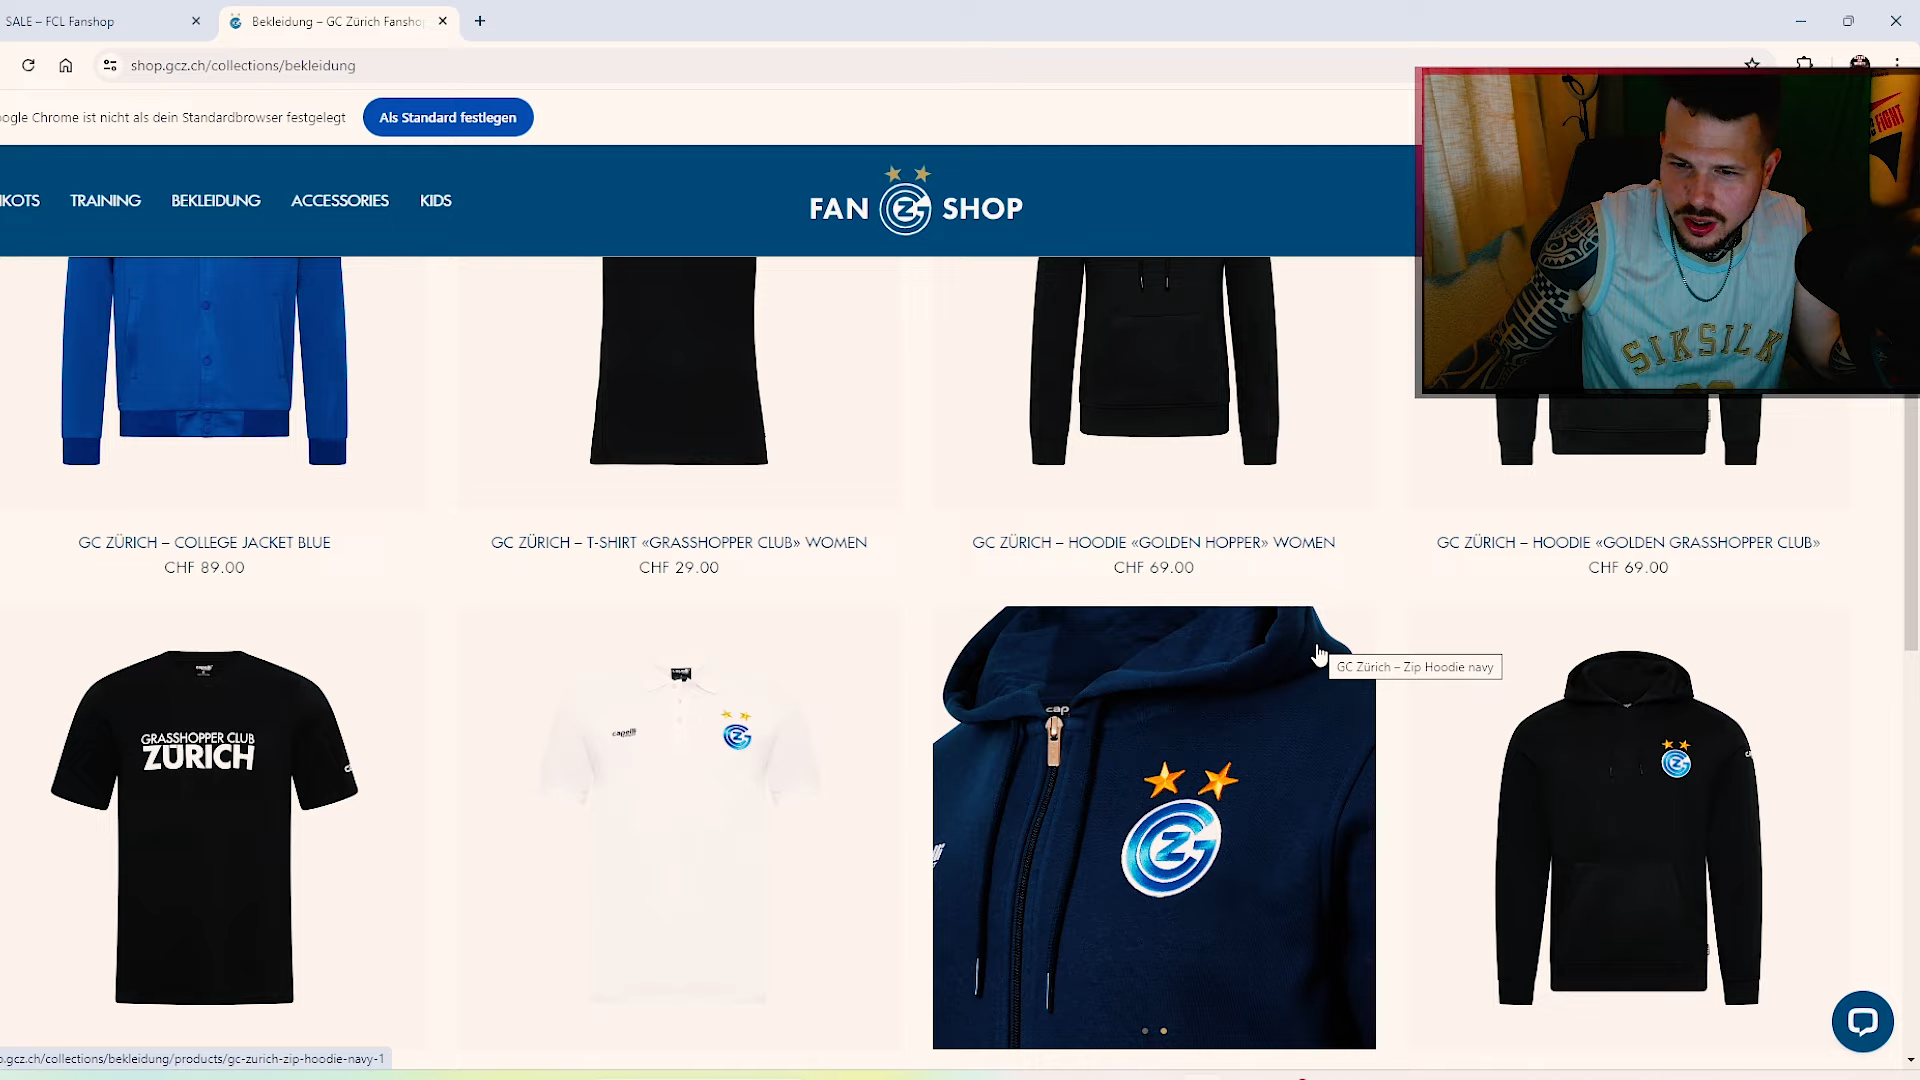 SALE – FCL Fanshop
Bekleidung – GC Zürich Fansho
shop.gcz.ch/collections/bekleidung
ogle Chrome ist nicht als dein Standardbrowser festgelegt
Als Standard festlegen
IKOTS TRAINING BEKLEIDUNG ACCESSORIES KIDS
FAN SHOP
FIGHT
SIKSILK
GC ZÜRICH – COLLEGE JACKET BLUE
CHF 89.00
GC ZÜRICH – T-SHIRT «GRASSHOPPER CLUB» WOMEN
CHF 29.00
GC ZÜRICH – HOODIE «GOLDEN HOPPER» WOMEN
CHF 69.00
GC ZÜRICH – HOODIE «GOLDEN GRASSHOPPER CLUB»
CHF 69.00
GRASSHOPPER CLUB
ZÜRICH
capelli
cap
GC Zürich – Zip Hoodie navy
p.gcz.ch/collections/bekleidung/products/gc-zurich-zip-hoodie-navy-1